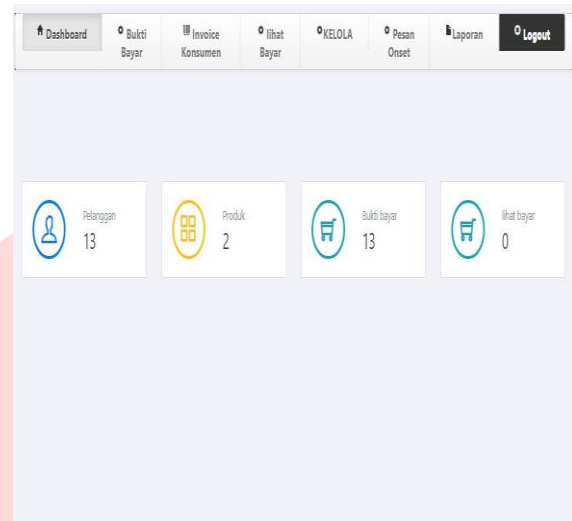 Dashboard
Bukti Bayar
Invoice Konsumen
lihat Bayar
KELOLA
Pesan Onset
Laporan
Logout
Pelanggan
13
Produk
2
Bukti bayar
13
lihat bayar
0